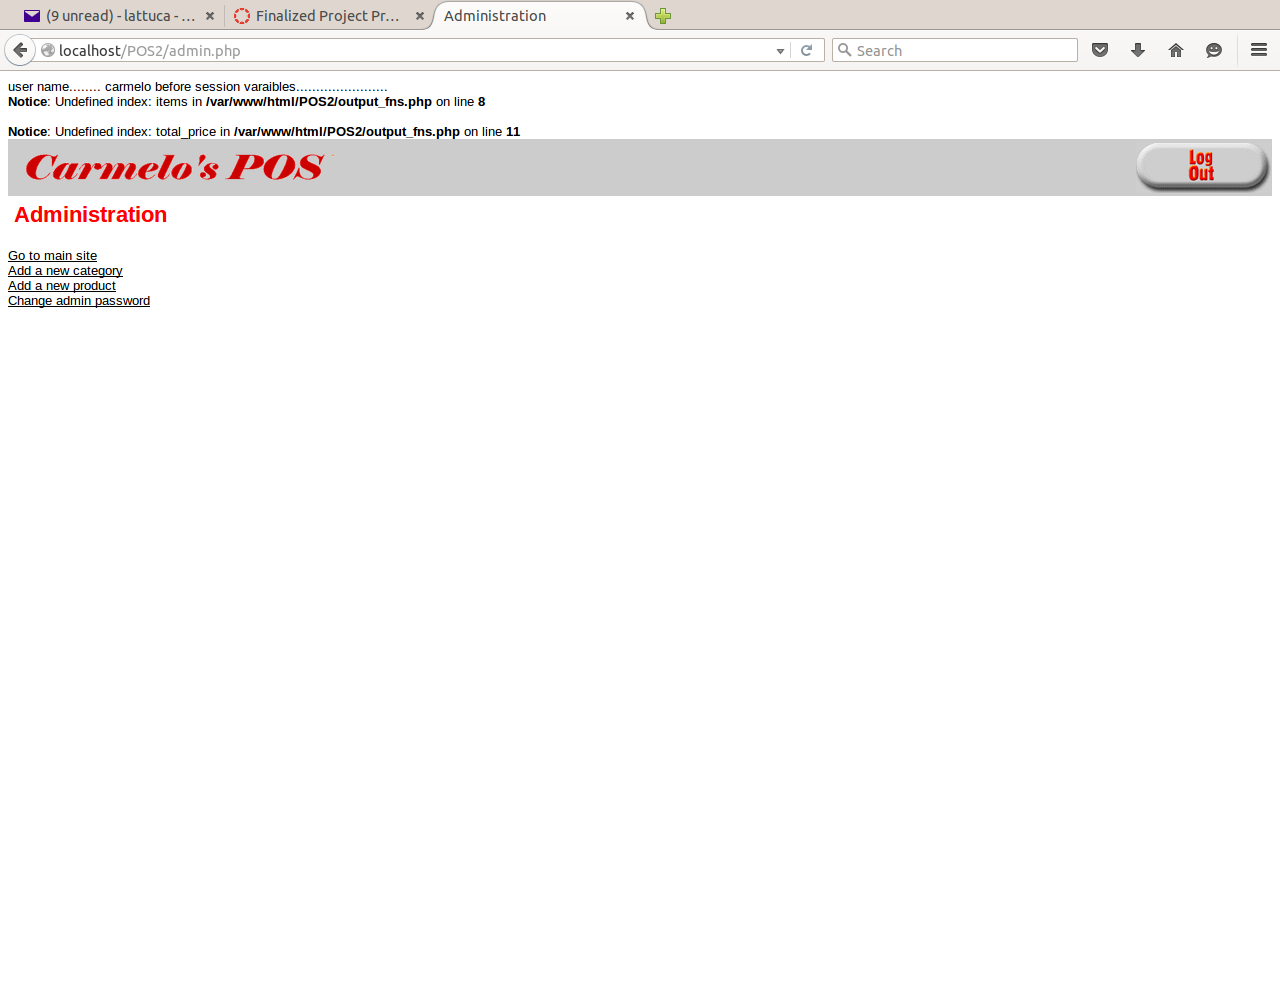 (9 unread) - lattuca - ...
Finalized Project Pr...
Administration
localhost/POS2/admin.php
Search
user name........ carmelo before session varaibles.......................
Notice: Undefined index: items in /var/www/html/POS2/output_fns.php on line 8
Notice: Undefined index: total_price in /var/www/html/POS2/output_fns.php on line 11
Carmelo's POS
Log
Out
Administration
Go to main site
Add a new category
Add a new product
Change admin password